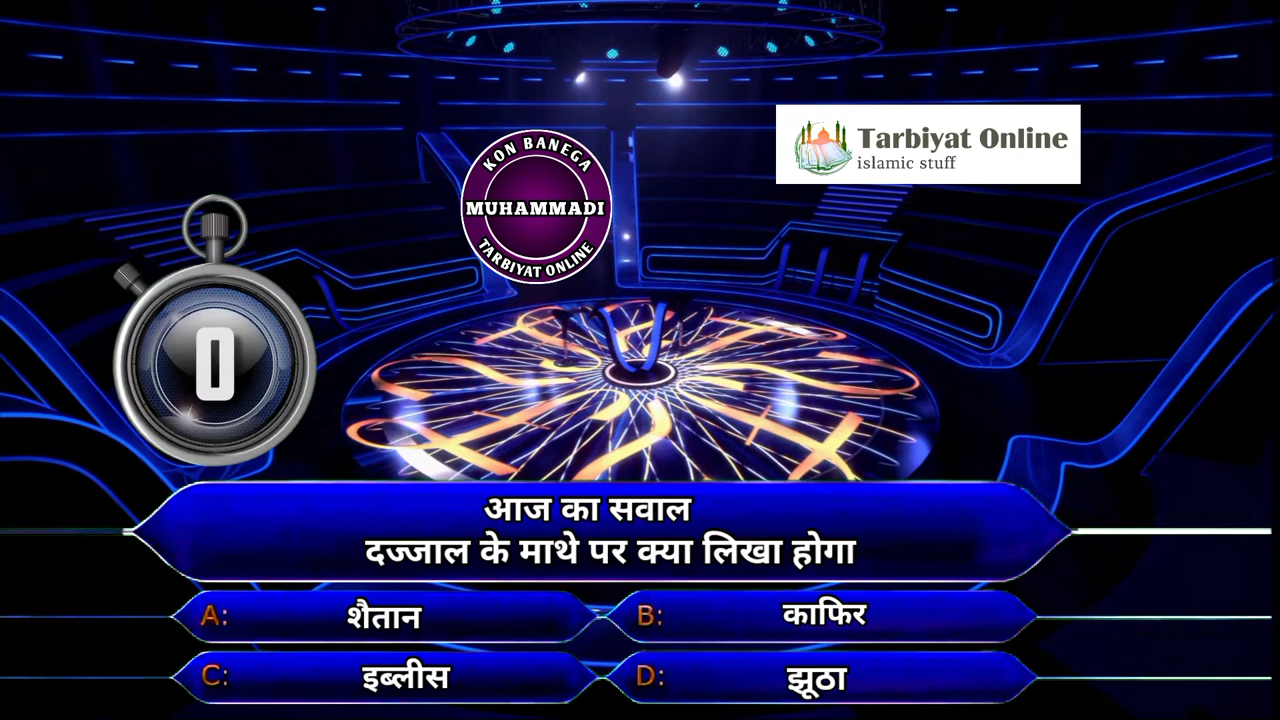 Tarbiyat Online
islamic stuff
KON BANEGA
MUHAMMADI
TARBIYAT ONLINE
0
आज का सवाल
दज्जाल के माथे पर क्या लिखा होगा
A: शैतान
B: काफिर
C: इब्लीस
D: झूठा